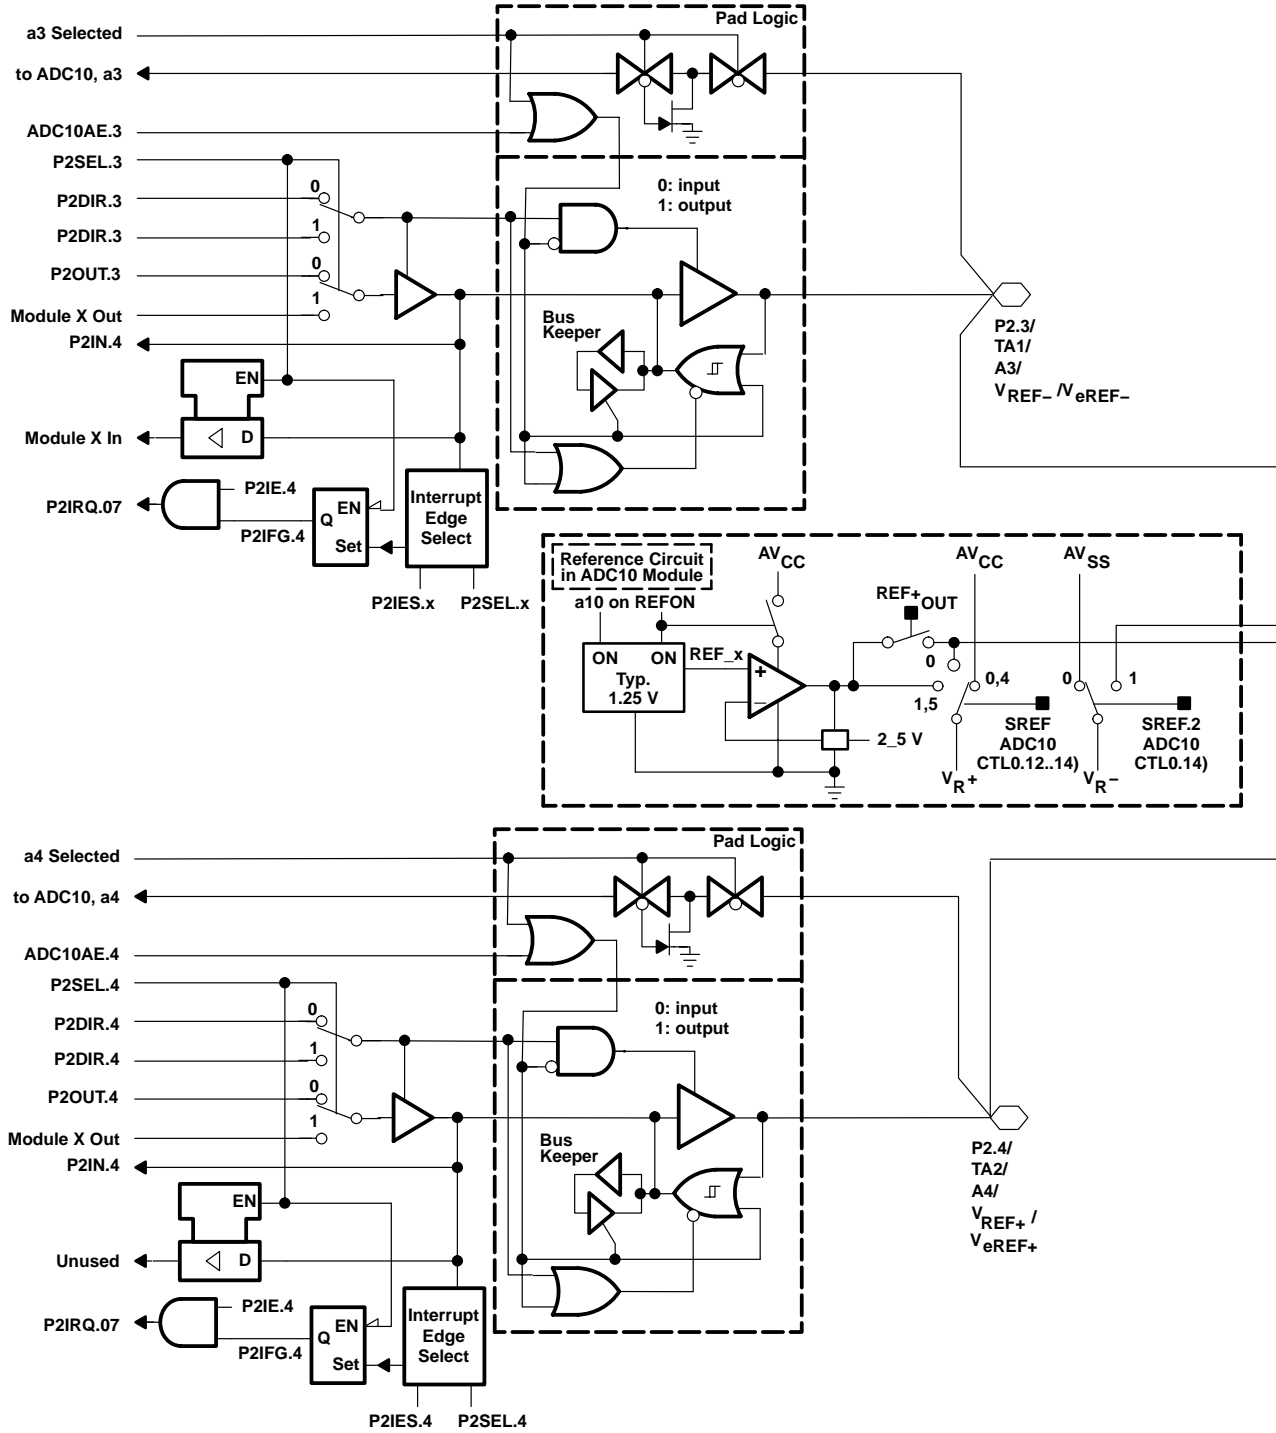 Pad Logic
a3 Selected
to ADC10, a3
ADC10AE.3
P2SEL.3
0
P2DIR.3
1
P2DIR.3
0
P2OUT.3
1
Module X Out
P2IN.4
EN
Module X In
D
P2IE.4
P2IRQ.07
P2IFG.4
Q
EN
Set
Interrupt
Edge
Select
P2IES.x
P2SEL.x
0: input
1: output
Bus
Keeper
P2.3/
TA1/
A3/
VREF− /VeREF−
Reference Circuit
in ADC10 Module
a10 on REFON
ON
ON
Typ.
1.25 V
REF_x
AVCC
+
−
2_5 V
REF+
OUT
0
1,5
AVCC
0,4
SREF
ADC10
CTL0.12..14)
VR+
AVSS
0
1
SREF.2
ADC10
CTL0.14)
VR−
Pad Logic
a4 Selected
to ADC10, a4
ADC10AE.4
P2SEL.4
0
P2DIR.4
1
P2DIR.4
0
P2OUT.4
1
Module X Out
P2IN.4
EN
Unused
D
P2IE.4
P2IRQ.07
P2IFG.4
Q
EN
Set
Interrupt
Edge
Select
P2IES.4
P2SEL.4
0: input
1: output
Bus
Keeper
P2.4/
TA2/
A4/
VREF+ /
VeREF+